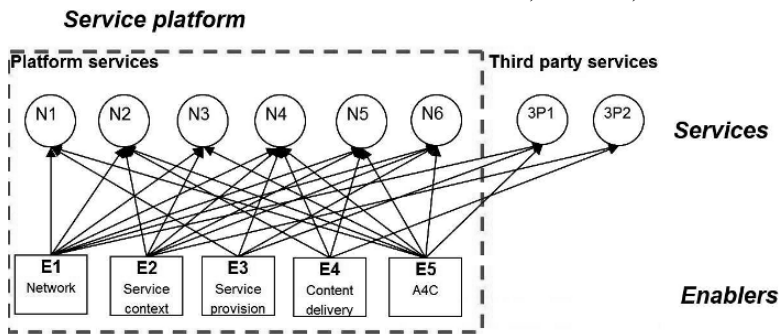 Service platform
Platform services
Third party services
N1 N2 N3 N4 N5 N6 3P1 3P2
Services
E1 E2 E3 E4 E5
Network Service Service Content A4C
context provision delivery
Enablers